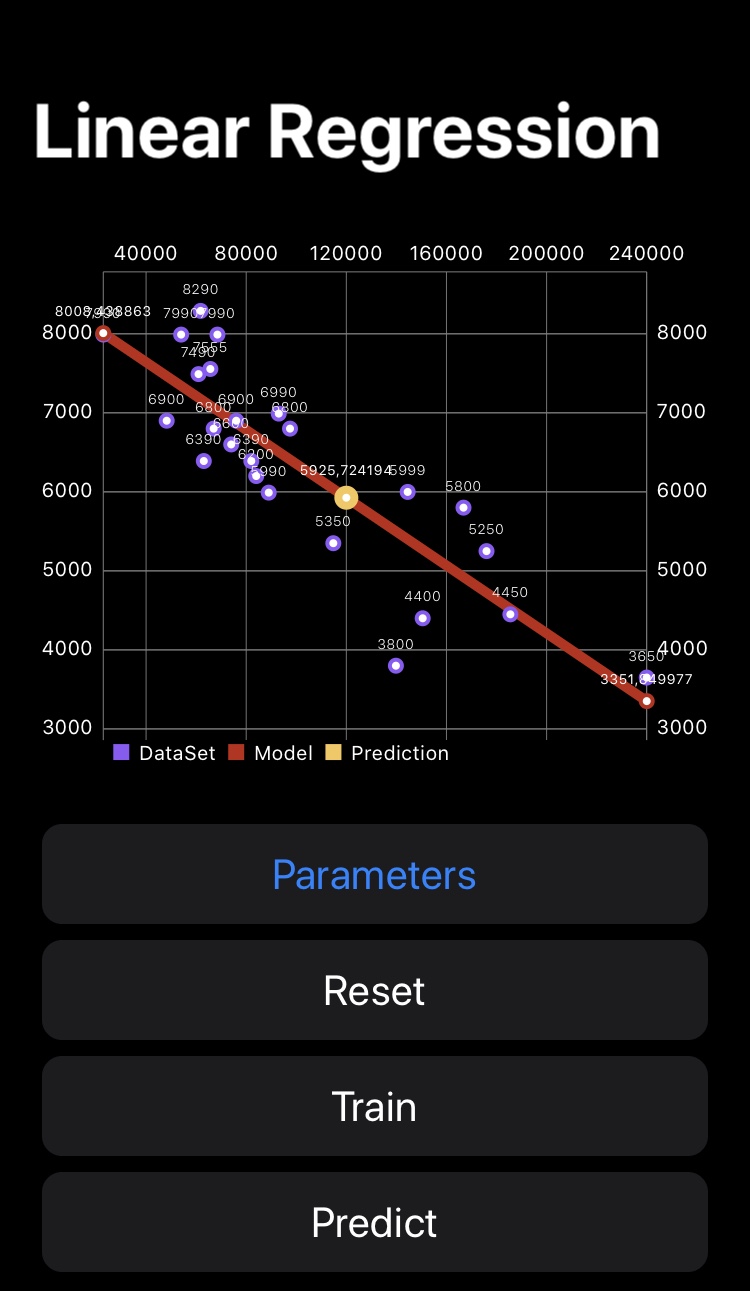 Linear Regression
40000 80000 120000 160000 200000 240000
8290
7990 7990
8000 8000
7490 7555
6990
6900 6900
6800 6800
7000 7000
6390 6390
6200
5990 5925,724194 5999
6000 6000
5800
5350 5250
5000 5000
4400 4450
3800
4000 4000
3650
3351,849977
3000 3000
DataSet Model Prediction
Parameters
Reset
Train
Predict